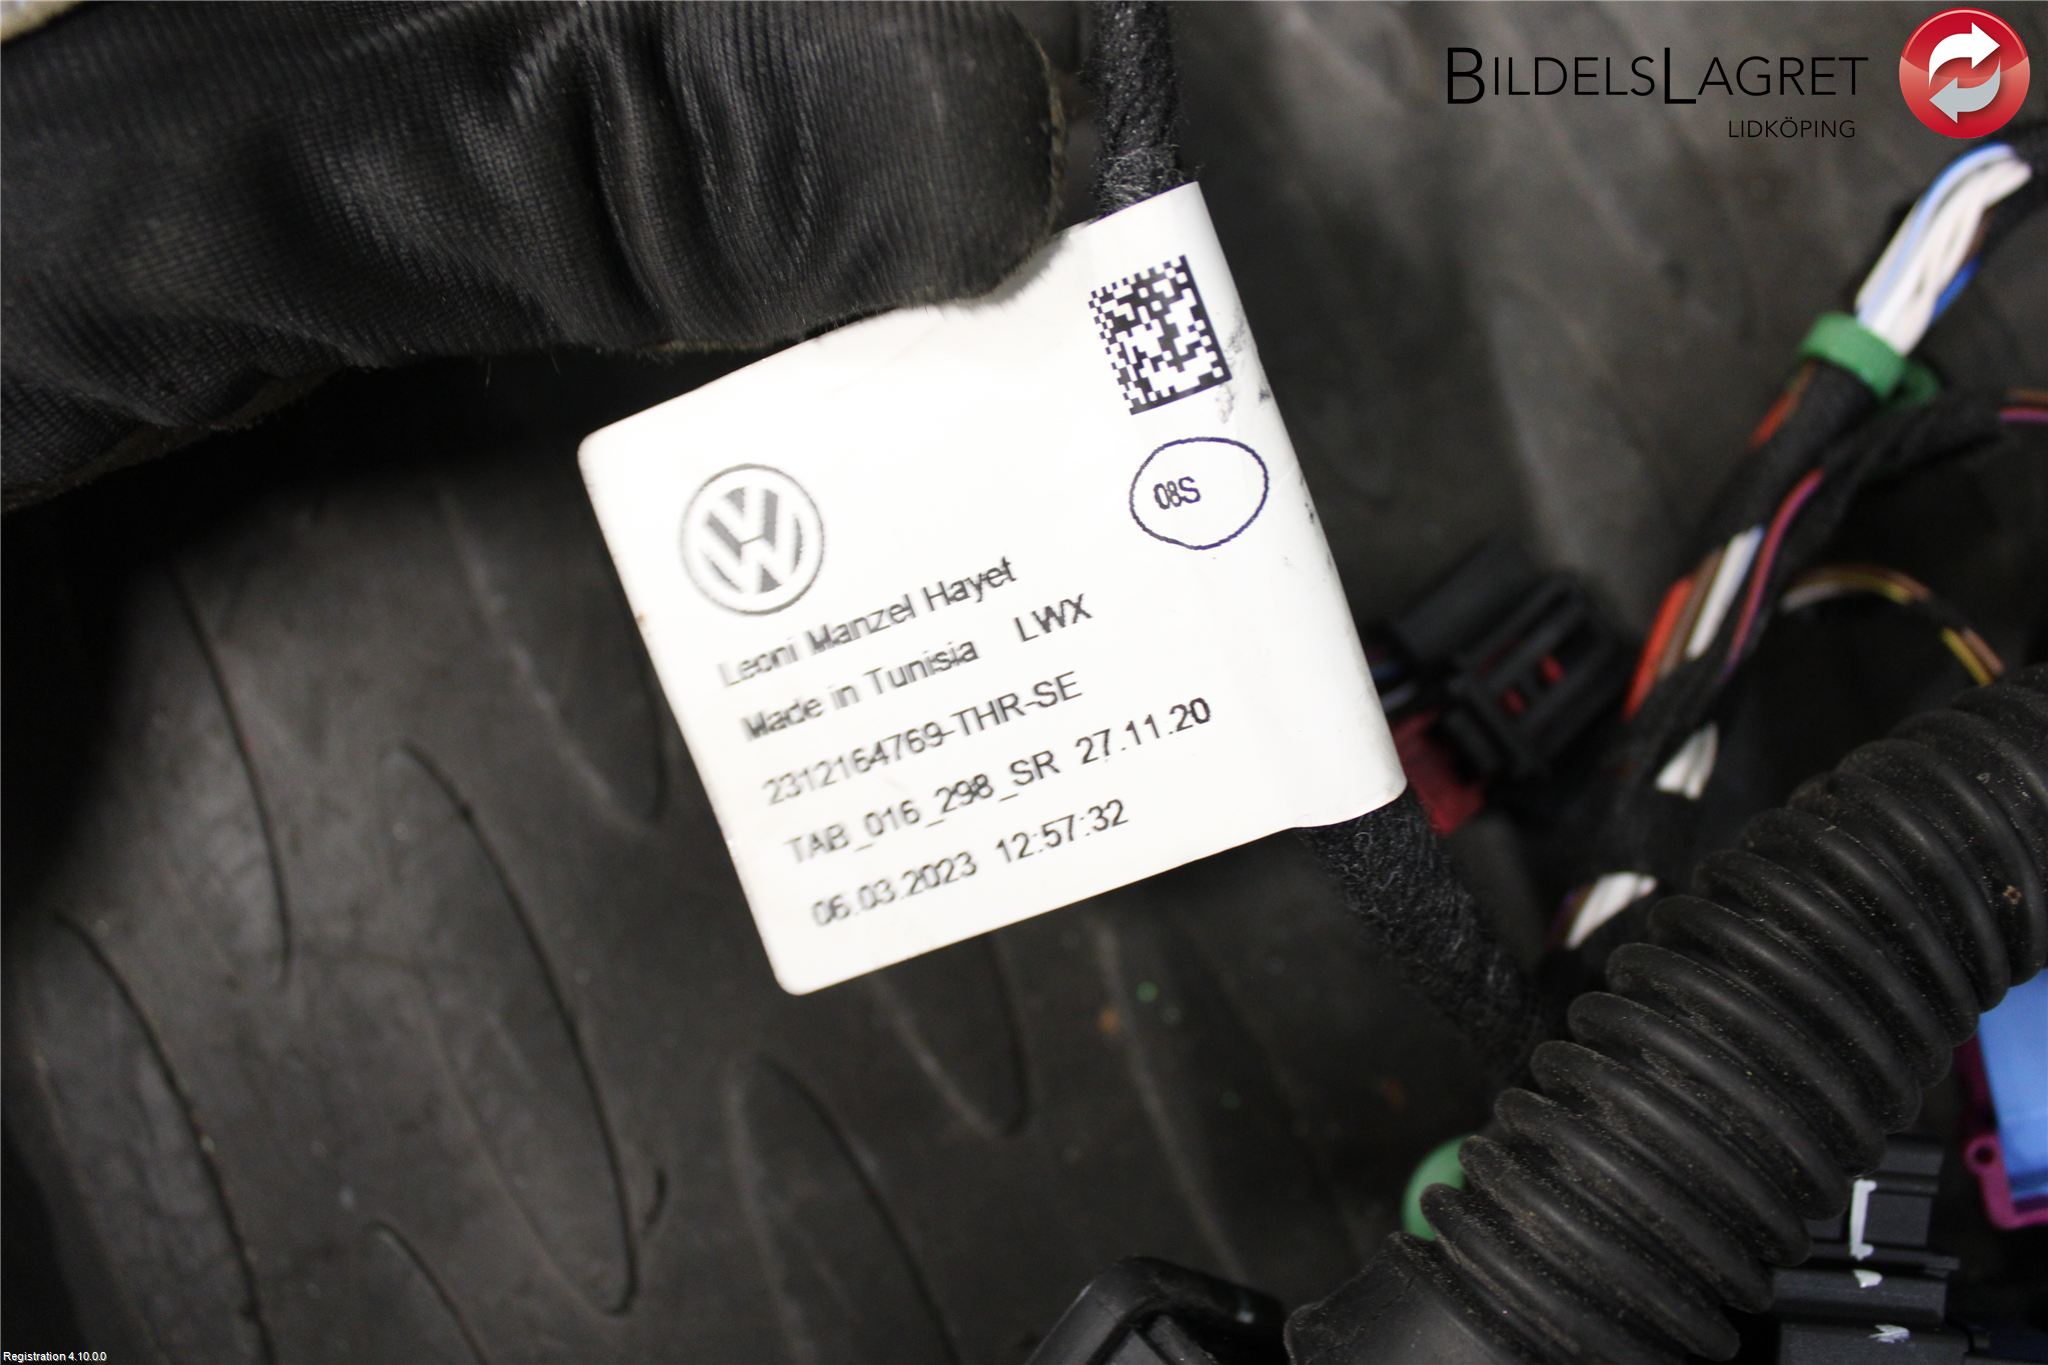 BILDELSLAGRET
LIDKÖPING
08S
Leoni Manzel Hayet
Made in Tunisia LWX
2312164769-THR-SE
TAB_016_298_SR 27.11.20
06.03.2023 12:57:32
Registration 4.10.0.0